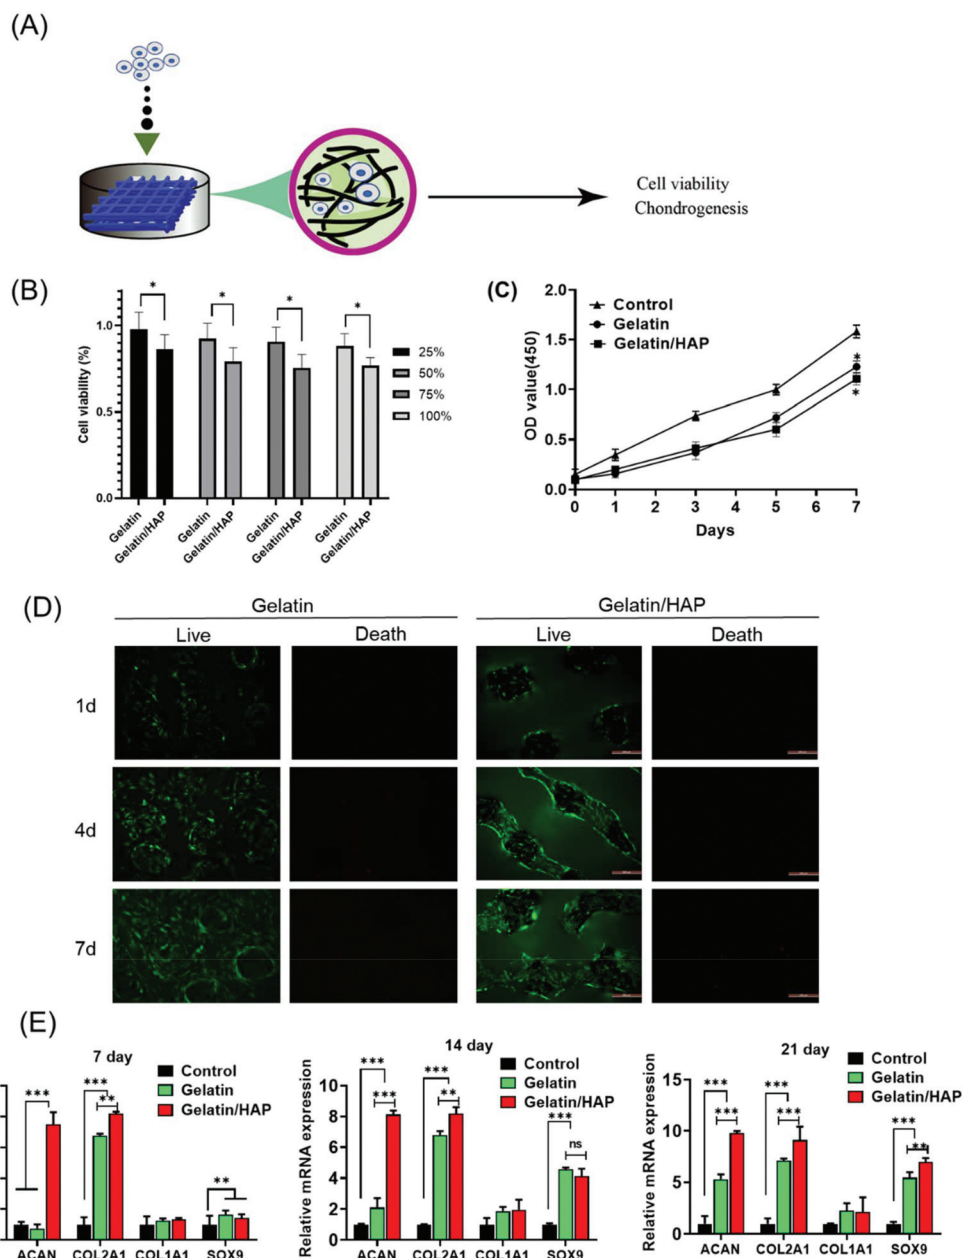 (A)
Cell viability
Chondrogenesis
(B)
Cell viability (%)
1.0
0.5
0.0
*
*
*
*
25%
50%
75%
100%
Gelatin
Gelatin/HAP
Gelatin
Gelatin/HAP
Gelatin
Gelatin/HAP
Gelatin
Gelatin/HAP
(C)
OD value(450)
2.0
1.5
1.0
0.5
0.0
Control
Gelatin
Gelatin/HAP
*
*
0 1 2 3 4 5 6 7
Days
(D)
Gelatin Gelatin/HAP
Live Death Live Death
1d
4d
7d
(E)
7 day
Control
Gelatin
Gelatin/HAP
***
***
**
**
ACAN COL2A1 COL1A1 SOX9
14 day
Relative mRNA expression
10
8
6
4
2
0
Control
Gelatin
Gelatin/HAP
***
***
***
**
***
ns
ACAN COL2A1 COL1A1 SOX9
21 day
Relative mRNA expression
15
10
5
0
Control
Gelatin
Gelatin/HAP
***
***
***
***
***
**
ACAN COL2A1 COL1A1 SOX9